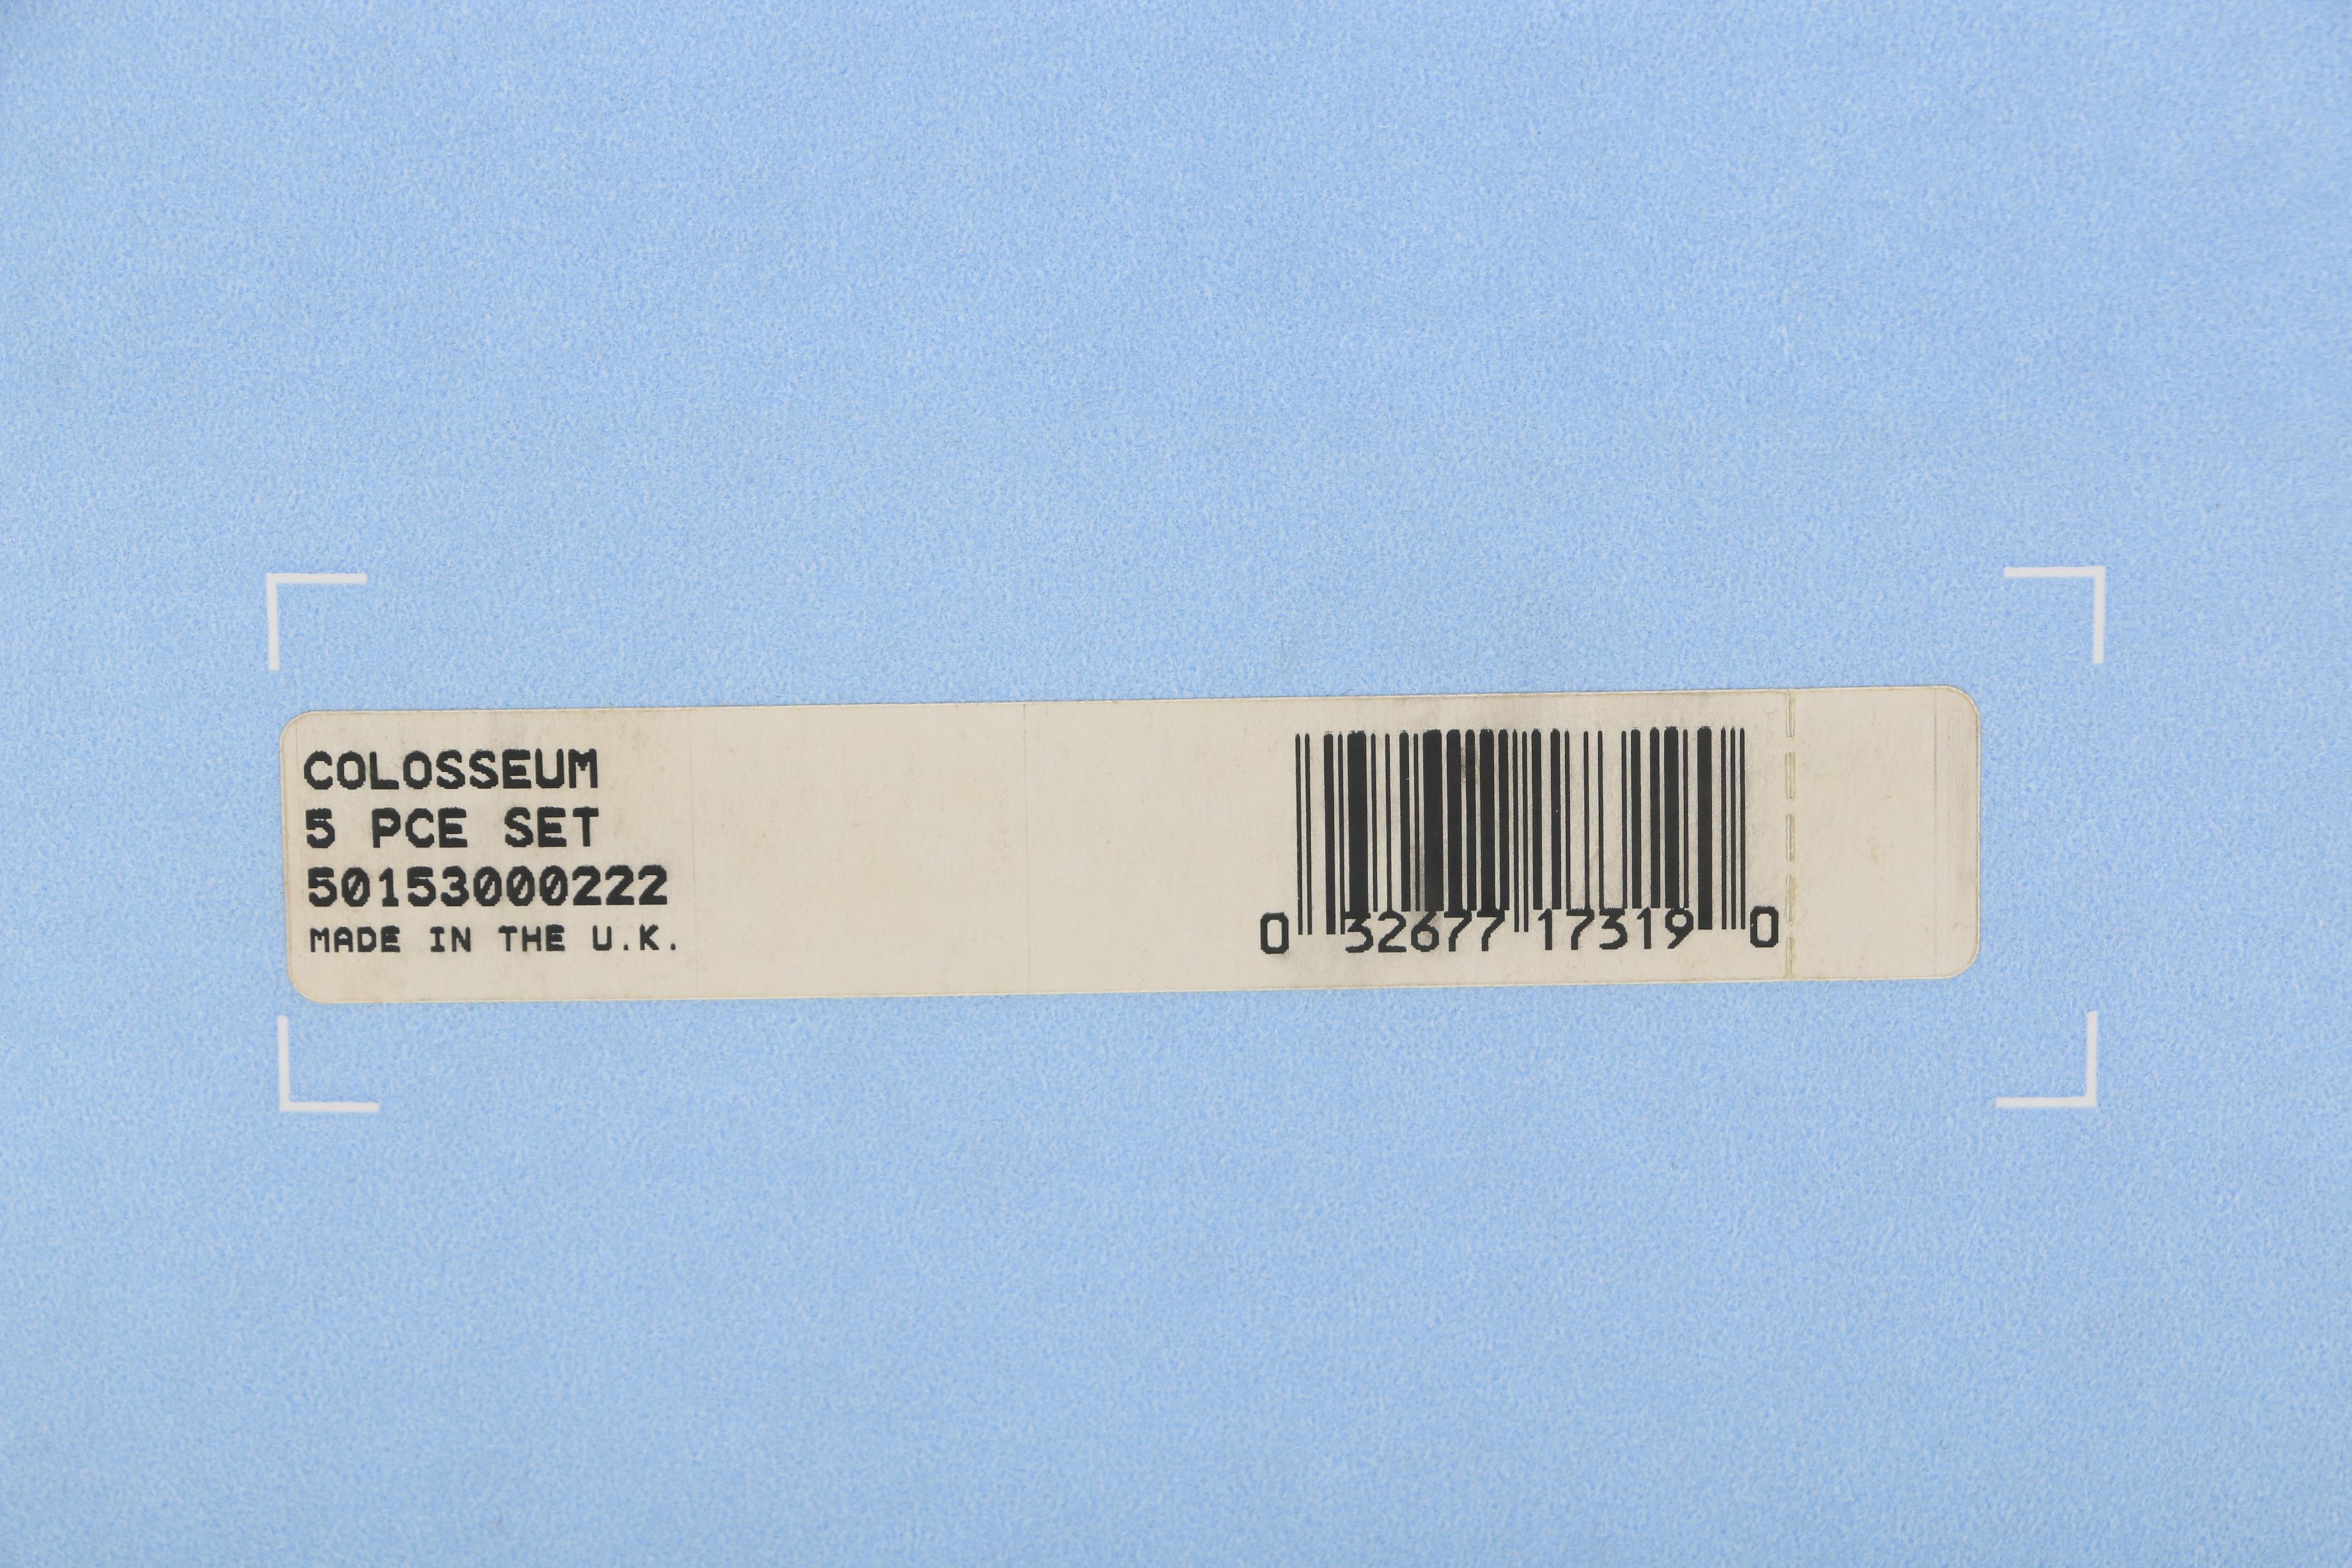 COLOSSEUM
5 PCE SET
50153000222
MADE IN THE U.K.
0 32677 17319 0